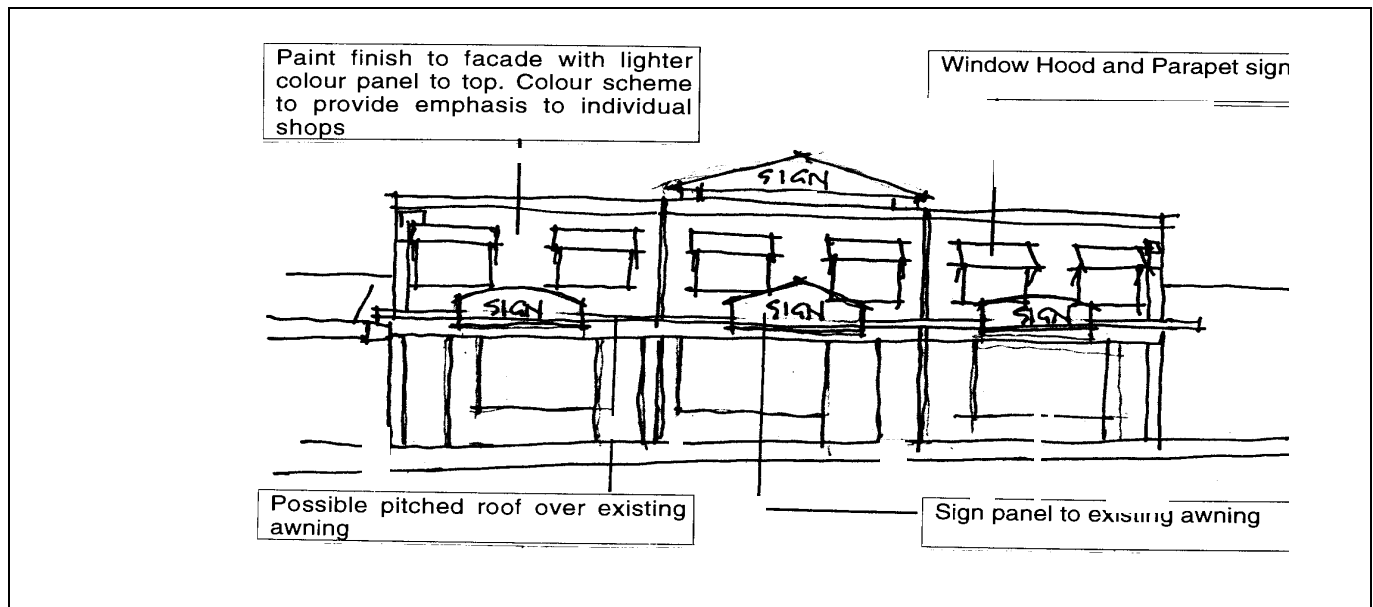 Paint finish to facade with lighter
colour panel to top. Colour scheme
to provide emphasis to individual
shops
Window Hood and Parapet sign
SIGN
SIGN
SIGN
SIGN
Possible pitched roof over existing
awning
Sign panel to existing awning